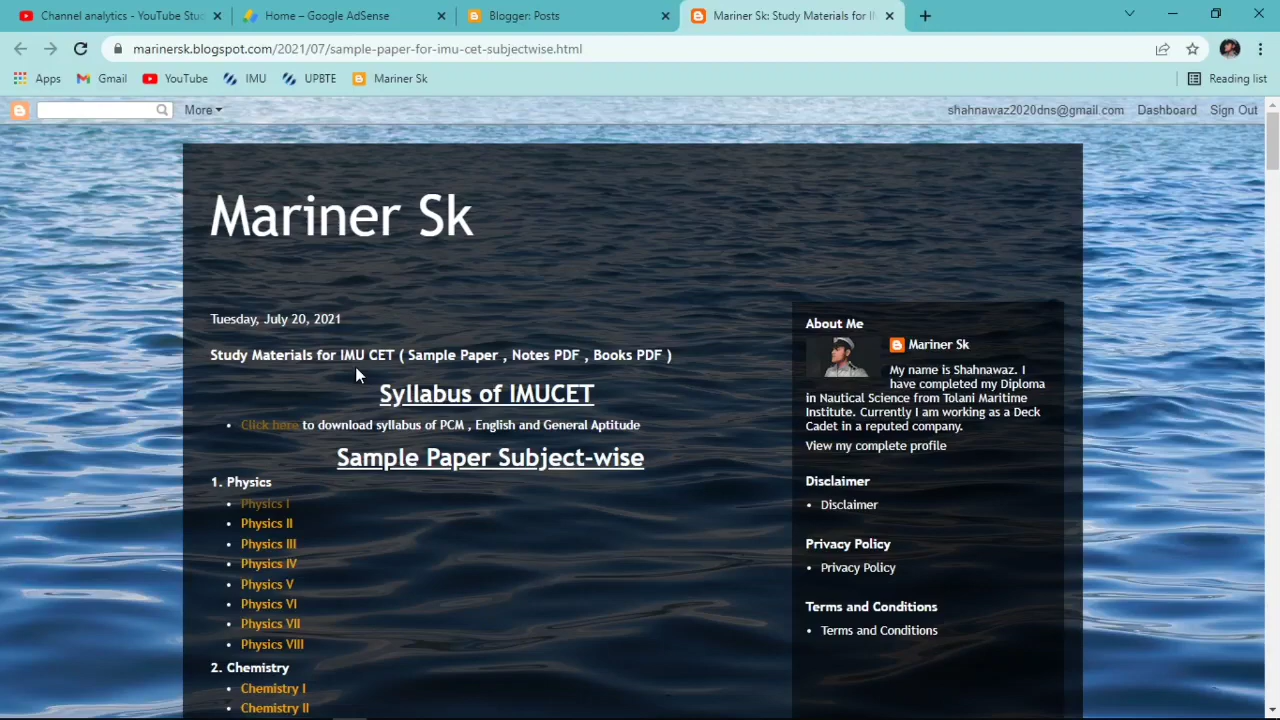 Channel analytics - YouTube Stud
Home – Google AdSense
Blogger: Posts
Mariner Sk: Study Materials for I
marinersk.blogspot.com/2021/07/sample-paper-for-imu-cet-subjectwise.html
Apps
Gmail
YouTube
IMU
UPBTE
Mariner Sk
Reading list
More
shahnawaz2020dns@gmail.com
Dashboard
Sign Out
Mariner Sk
Tuesday, July 20, 2021
Study Materials for IMU CET ( Sample Paper , Notes PDF , Books PDF )
Syllabus of IMUCET
• Click here to download syllabus of PCM , English and General Aptitude
Sample Paper Subject-wise
1. Physics
• Physics I
• Physics II
• Physics III
• Physics IV
• Physics V
• Physics VI
• Physics VII
• Physics VIII
2. Chemistry
• Chemistry I
• Chemistry II
About Me
Mariner Sk
My name is Shahnawaz. I
have completed my Diploma
in Nautical Science from Tolani Maritime
Institute. Currently I am working as a Deck
Cadet in a reputed company.
View my complete profile
Disclaimer
• Disclaimer
Privacy Policy
• Privacy Policy
Terms and Conditions
• Terms and Conditions